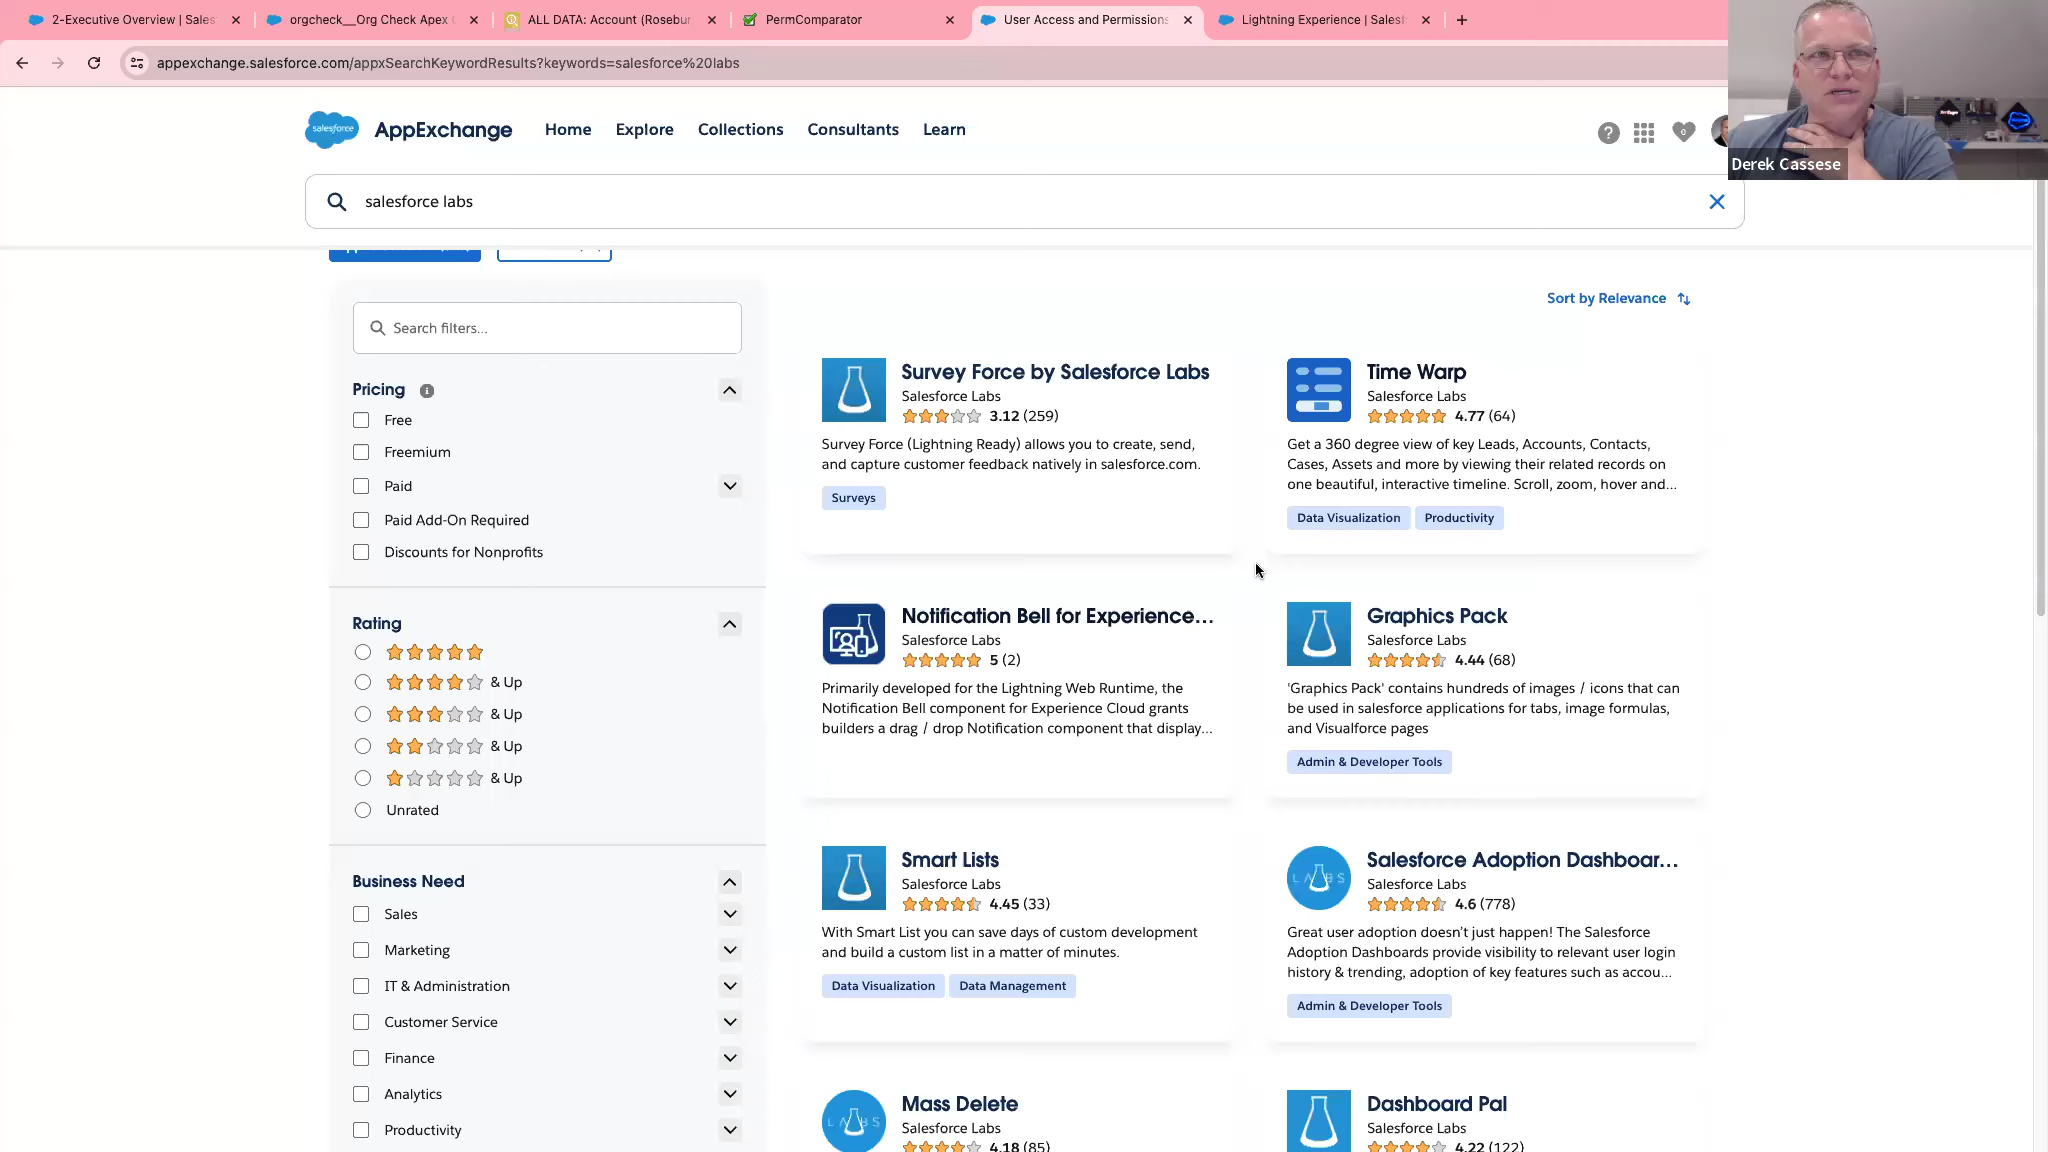 2-Executive Overview | Sales
orgcheck__Org Check Apex
ALL DATA: Account (Rosebur
PermComparator
User Access and Permissions
Lightning Experience | Salesf
appexchange.salesforce.com/appxSearchKeywordResults?keywords=salesforce%20labs
salesforce
AppExchange
Home
Explore
Collections
Consultants
Learn
?
0
Derek Cassese
salesforce labs
Search filters...
Sort by Relevance
Pricing
Free
Freemium
Paid
Paid Add-On Required
Discounts for Nonprofits
Rating
& Up
& Up
& Up
& Up
Unrated
Business Need
Sales
Marketing
IT & Administration
Customer Service
Finance
Analytics
Productivity
Survey Force by Salesforce Labs
Salesforce Labs
3.12 (259)
Survey Force (Lightning Ready) allows you to create, send,
and capture customer feedback natively in salesforce.com.
Surveys
Time Warp
Salesforce Labs
4.77 (64)
Get a 360 degree view of key Leads, Accounts, Contacts,
Cases, Assets and more by viewing their related records on
one beautiful, interactive timeline. Scroll, zoom, hover and...
Data Visualization
Productivity
Notification Bell for Experience...
Salesforce Labs
5 (2)
Primarily developed for the Lightning Web Runtime, the
Notification Bell component for Experience Cloud grants
builders a drag / drop Notification component that display...
Graphics Pack
Salesforce Labs
4.44 (68)
'Graphics Pack' contains hundreds of images / icons that can
be used in salesforce applications for tabs, image formulas,
and Visualforce pages
Admin & Developer Tools
Smart Lists
Salesforce Labs
4.45 (33)
With Smart List you can save days of custom development
and build a custom list in a matter of minutes.
Data Visualization
Data Management
LABS
Salesforce Adoption Dashboar...
Salesforce Labs
4.6 (778)
Great user adoption doesn't just happen! The Salesforce
Adoption Dashboards provide visibility to relevant user login
history & trending, adoption of key features such as accou...
Admin & Developer Tools
LABS
Mass Delete
Salesforce Labs
4.18 (85)
Dashboard Pal
Salesforce Labs
4.22 (122)